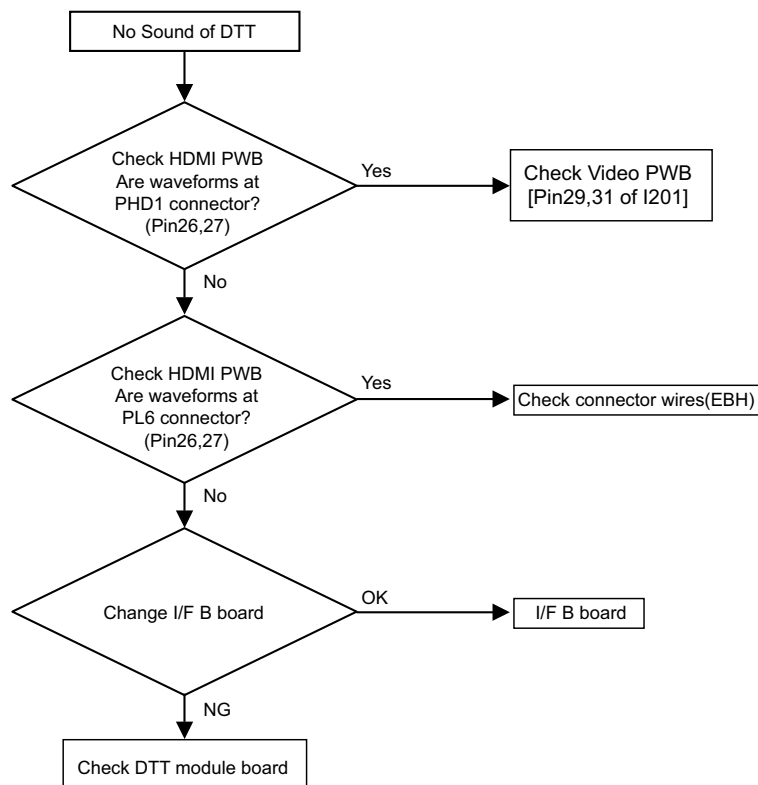 No Sound of DTT
Check HDMI PWB
Are waveforms at
PHD1 connector?
(Pin26,27)
Yes
Check Video PWB
[Pin29,31 of I201]
No
Check HDMI PWB
Are waveforms at
PL6 connector?
(Pin26,27)
Yes
Check connector wires(EBH)
No
Change I/F B board
OK
I/F B board
NG
Check DTT module board